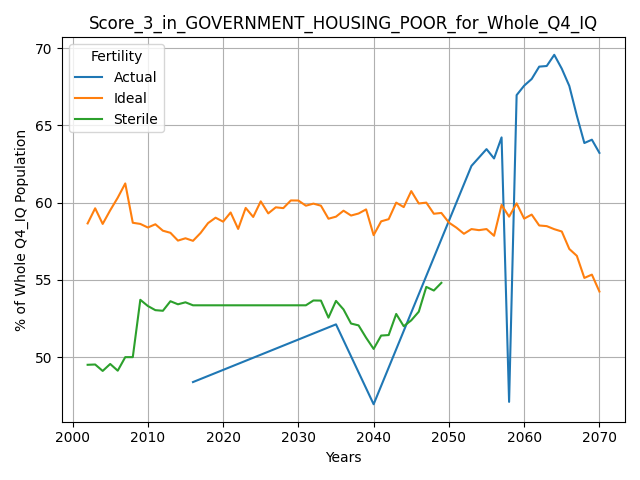 Score_3_in_GOVERNMENT_HOUSING_POOR_for_Whole_Q4_IQ
Fertility
Actual
Ideal
Sterile
% of Whole Q4_IQ Population
70
65
60
55
50
2000 2010 2020 2030 2040 2050 2060 2070
Years